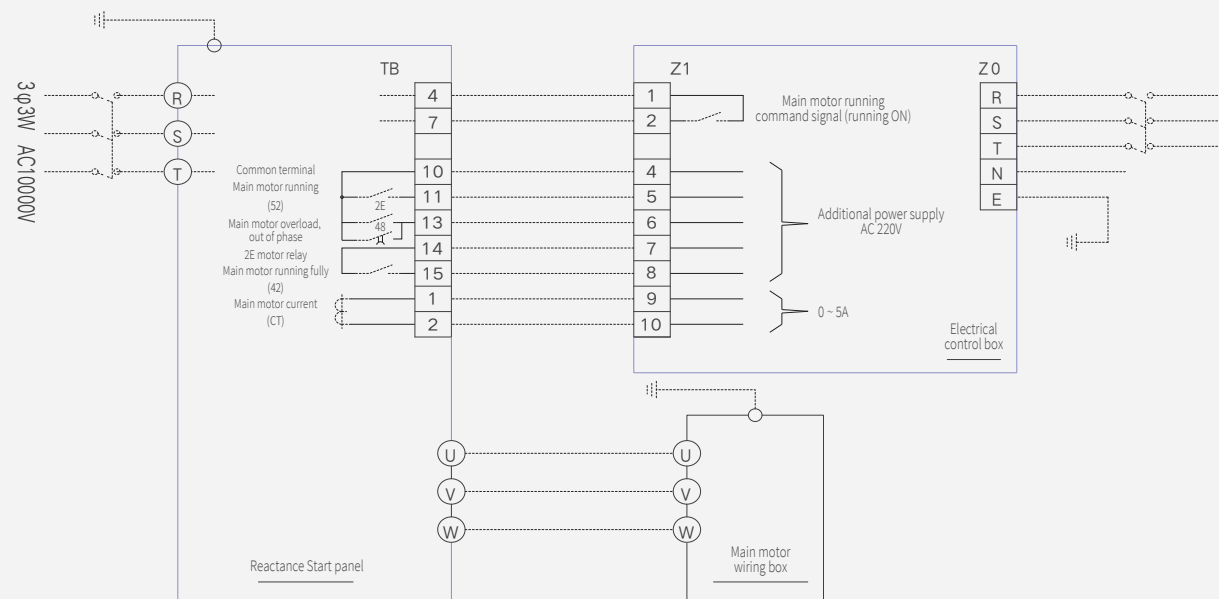 3 φ3W AC10000V
R
S
T
TB
4
7
10
11
13
14
15
1
2
Common terminal
Main motor running
(52)
2E
Main motor overload,
out of phase
48
2E motor relay
Main motor running fully
(42)
Main motor current
(CT)
Z1
1
2
4
5
6
7
8
9
10
Main motor running
command signal (running ON)
Additional power supply
AC 220V
0 ~ 5A
Z0
R
S
T
N
E
Electrical
control box
U
V
W
U
V
W
Reactance Start panel
Main motor
wiring box